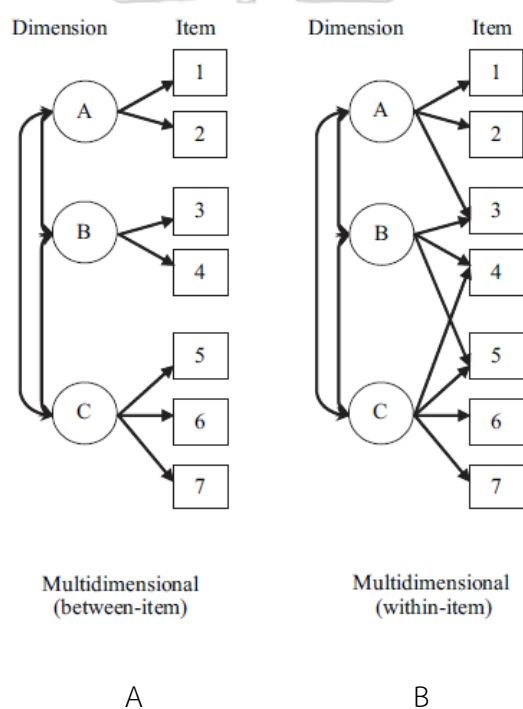 Dimension Item
A
B
C
1
2
3
4
5
6
7
Multidimensional
(between-item)
A
Dimension Item
A
B
C
1
2
3
4
5
6
7
Multidimensional
(within-item)
B